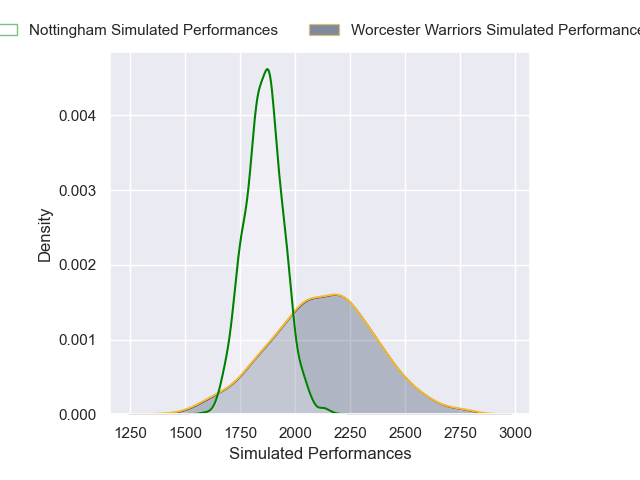 Nottingham Simulated Performances Worcester Warriors Simulated Performance
0.004
0.003
0.002
0.001
0.000
Density
1250 1500 1750 2000 2250 2500 2750 3000
Simulated Performances